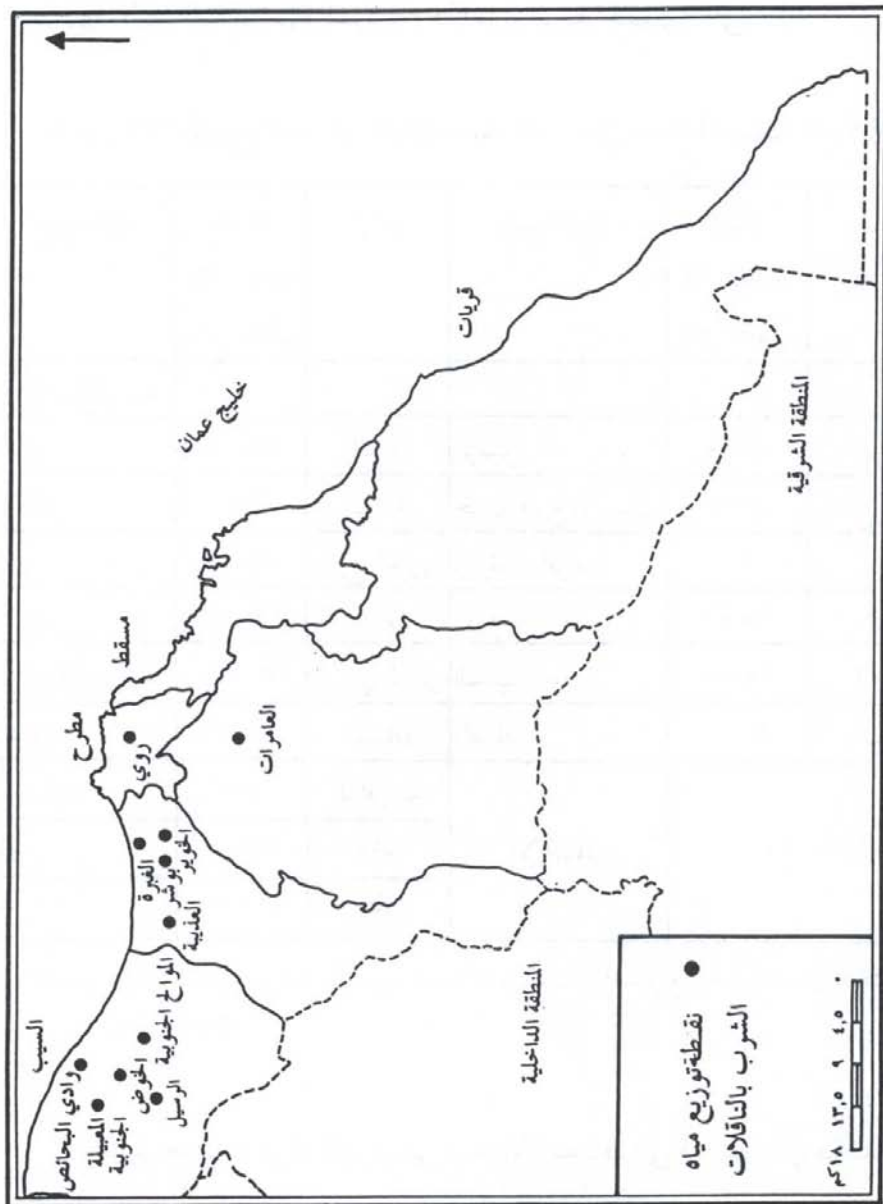 السيب
وادي البحائص
المعبيلة
الجنوبية
الخوض
الرسيل
الموالح الجنوبية
العذيبة
الغبرة
بوشر
الخوير
مطرح
روي
مسقط
العامرات
خليج عمان
قريات
المنطقة الداخلية
المنطقة الشرقية
نقطة توزيع مياه
الشرب بالناقلات
٠ ٤,٥ ٩ ١٣,٥ ١٨كم